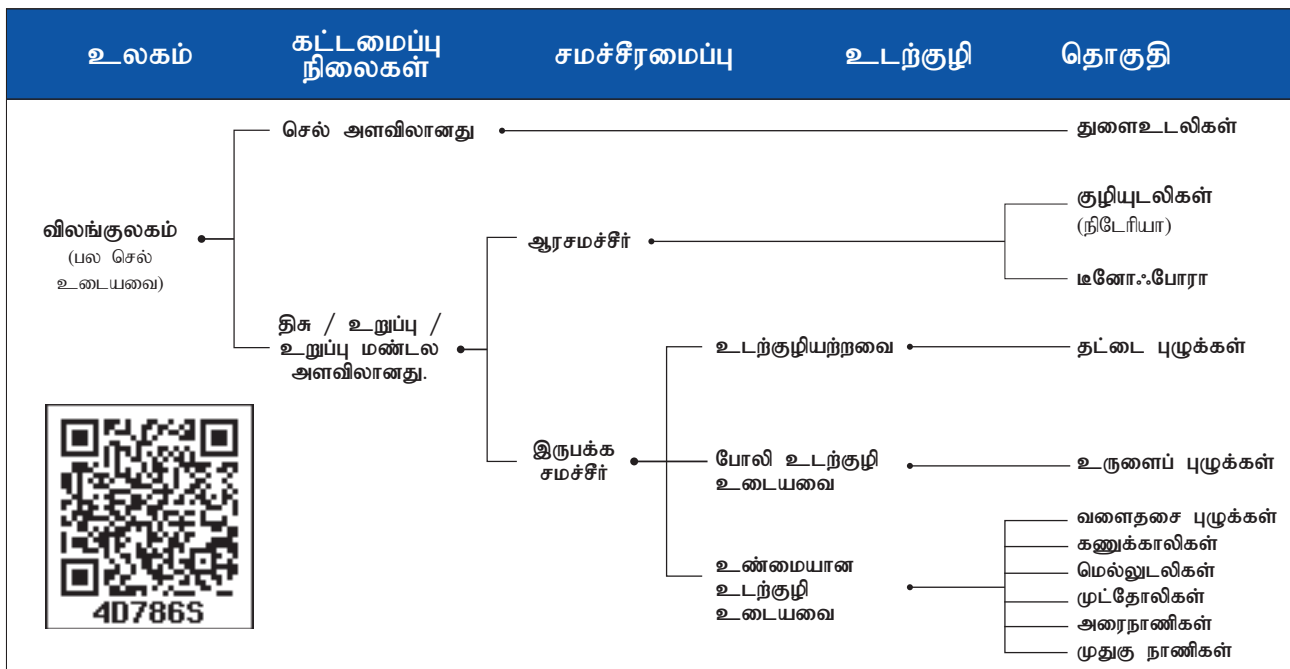 உலகம்
கட்டமைப்பு
நிலைகள்
சமச்சீரமைப்பு
உடற்குழி
தொகுதி
செல் அளவிலானது
துளைஉடலிகள்
விலங்குலகம்
(பல செல்
உடையவை)
ஆரசமச்சீர்
குழியுடலிகள்
(நிடேரியா)
டீனோஃபோரா
திசு / உறுப்பு /
உறுப்பு மண்டல
அளவிலானது.
உடற்குழியற்றவை
தட்டை புழுக்கள்
இருபக்க
சமச்சீர்
போலி உடற்குழி
உடையவை
உருளைப் புழுக்கள்
உண்மையான
உடற்குழி
உடையவை
வளைதசை புழுக்கள்
கணுக்காலிகள்
மெல்லுடலிகள்
முட்தோலிகள்
அரைநாணிகள்
முதுகு நாணிகள்
4D786S